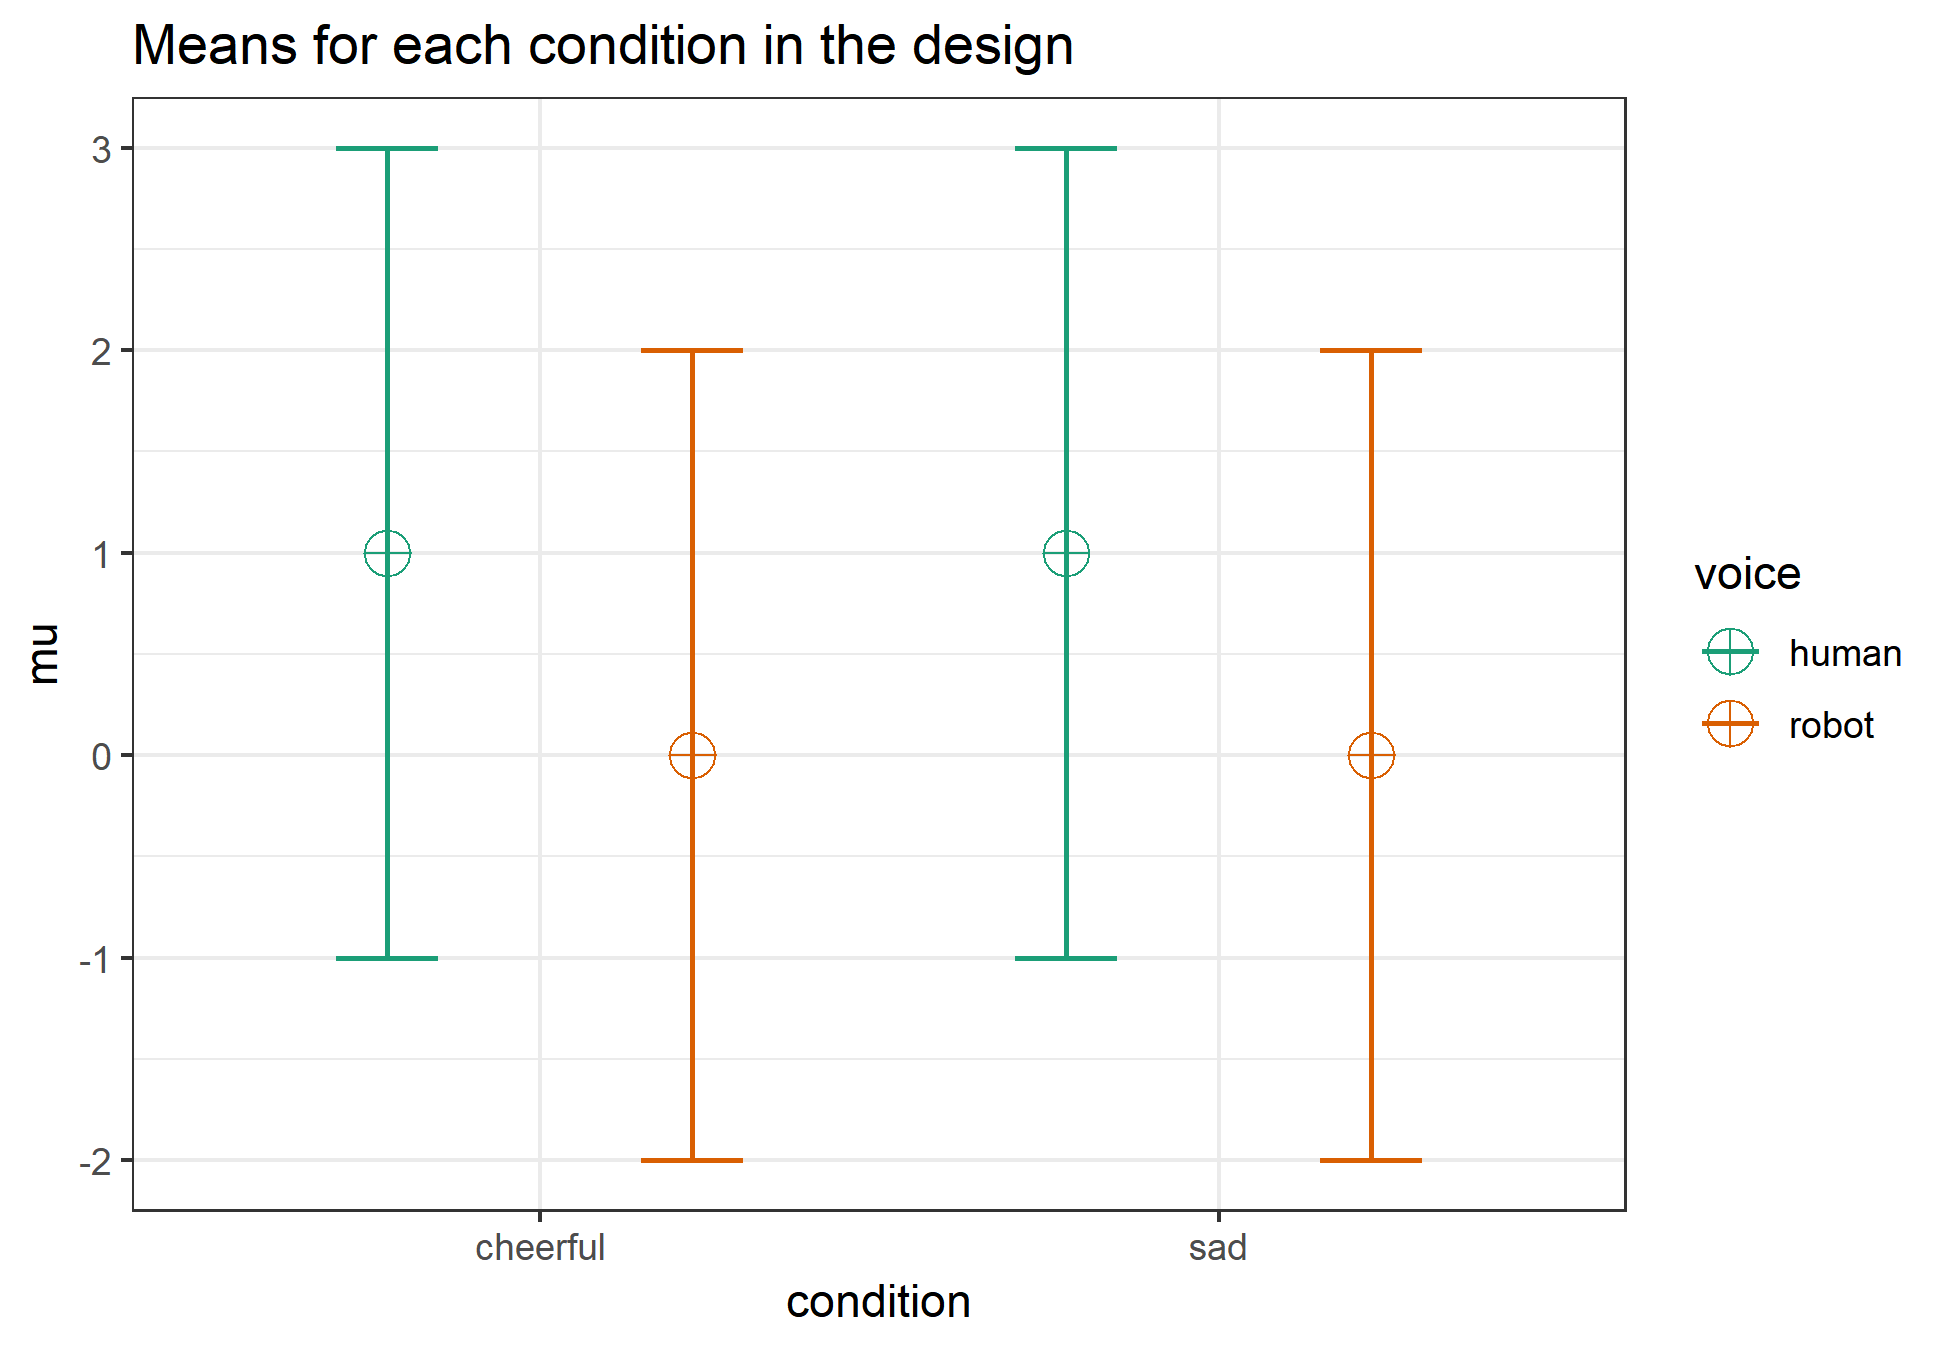 Means for each condition in the design
3
2
1
0
-1
-2
mu
cheerful
sad
condition
voice
human
robot